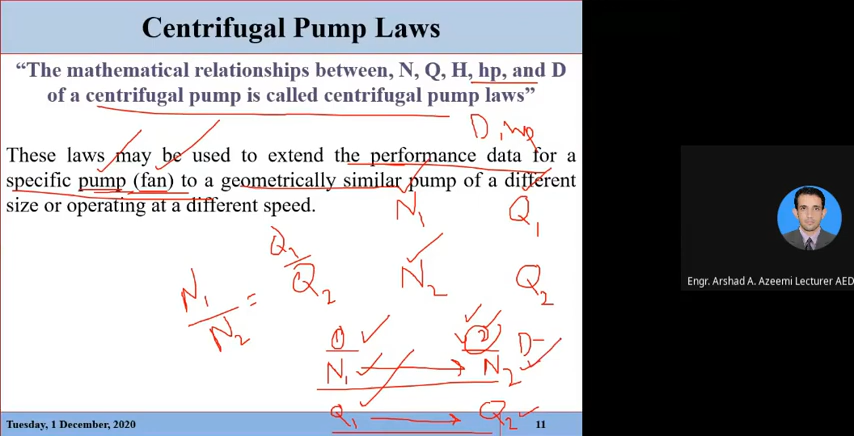 Centrifugal Pump Laws
“The mathematical relationships between, N, Q, H, hp, and D
of a centrifugal pump is called centrifugal pump laws”
D, hp
These laws may be used to extend the performance data for a
specific pump (fan) to a geometrically similar pump of a different
size or operating at a different speed.
N1 Q1
N1/N2 = Q1/Q2
N2 Q2
1 2 D
N1 N2
Q1 Q2
Tuesday, 1 December, 2020 11
Engr. Arshad A. Azeemi Lecturer AED